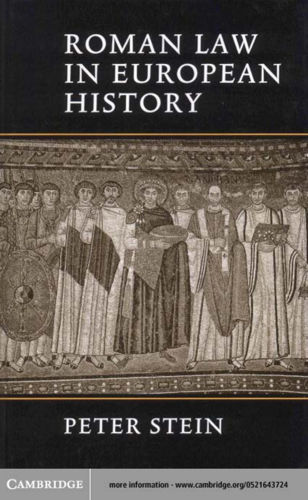 ROMAN LAW
IN EUROPEAN
HISTORY
PETER STEIN
CAMBRIDGE
more information - www.cambridge.org/0521643724